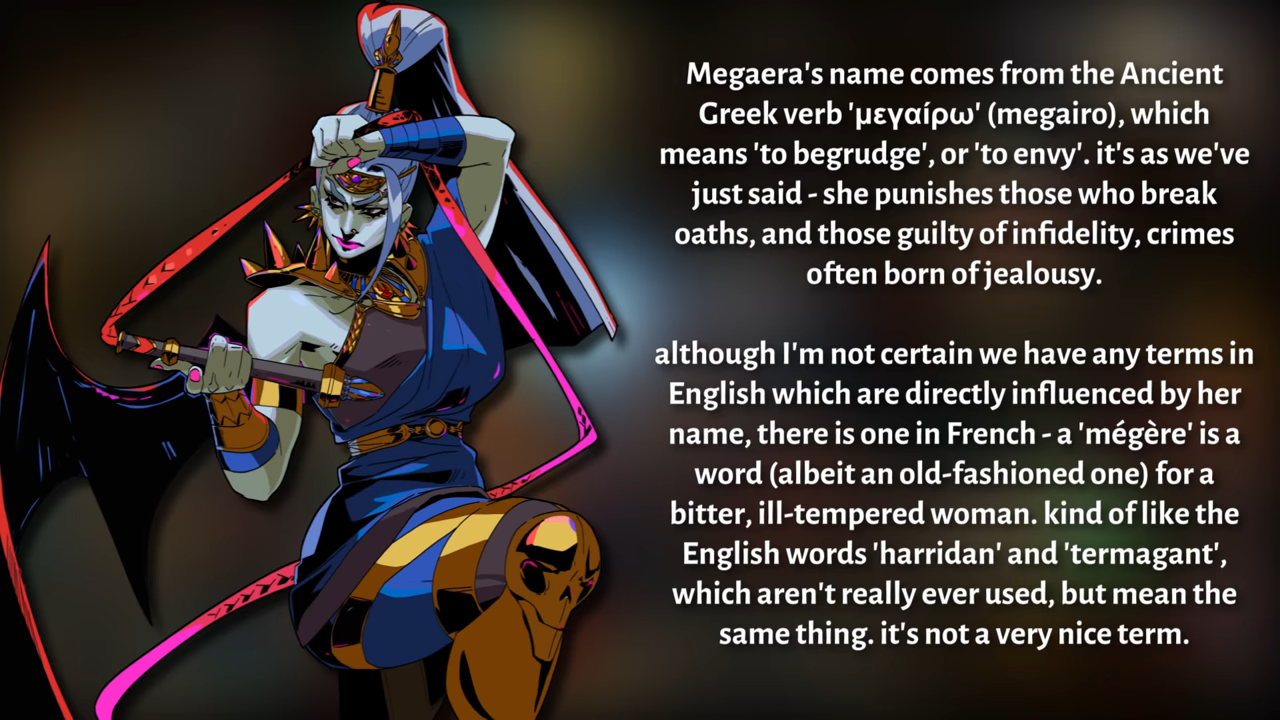 Megaera's name comes from the Ancient
Greek verb 'μεγαίρω' (megairo), which
means 'to begrudge', or 'to envy'. it's as we've
just said - she punishes those who break
oaths, and those guilty of infidelity, crimes
often born of jealousy.
although I'm not certain we have any terms in
English which are directly influenced by her
name, there is one in French - a 'mégère' is a
word (albeit an old-fashioned one) for a
bitter, ill-tempered woman. kind of like the
English words 'harridan' and 'termagant',
which aren't really ever used, but mean the
same thing. it's not a very nice term.